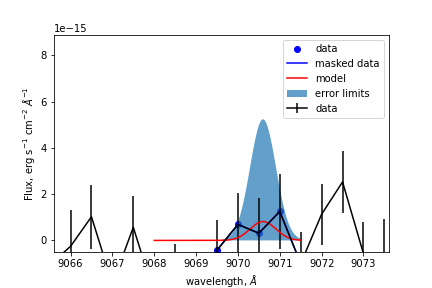 1e−15
8
6
4
2
0
Flux, erg s⁻¹ cm⁻² Å⁻¹
data
masked data
model
error limits
data
9066 9067 9068 9069 9070 9071 9072 9073
wavelength, Å